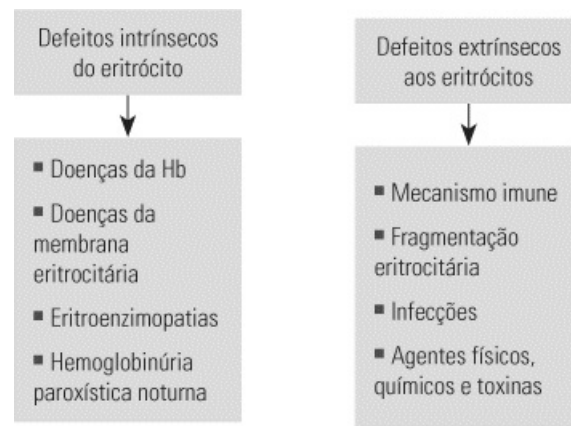 Defeitos intrínsecos
do eritrócito
■ Doenças da Hb
■ Doenças da
membrana
eritrocitária
■ Eritroenzimopatias
■ Hemoglobinúria
paroxística noturna
Defeitos extrínsecos
aos eritrócitos
■ Mecanismo imune
■ Fragmentação
eritrocitária
■ Infecções
■ Agentes físicos,
químicos e toxinas